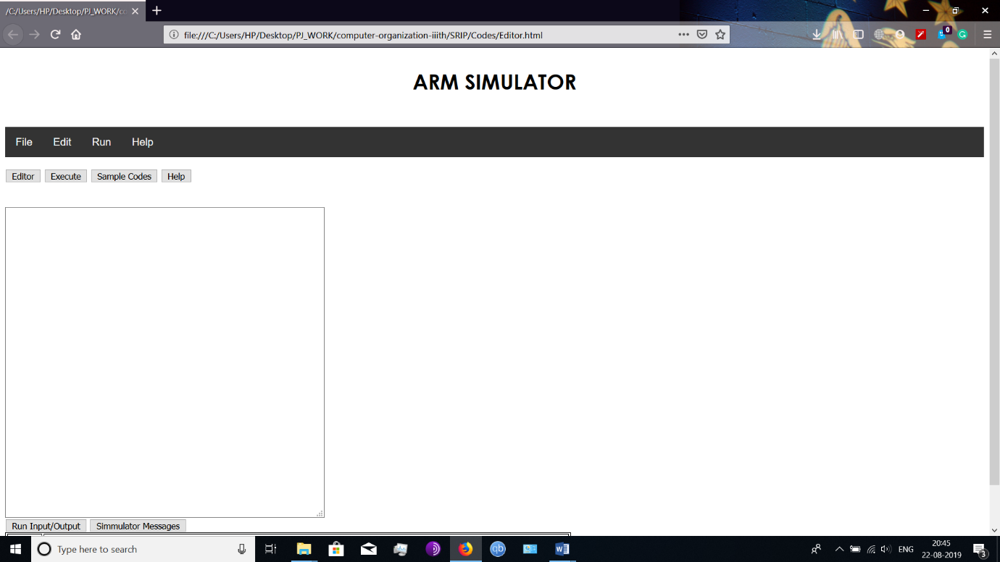 /C:/Users/HP/Desktop/PJ_WORK/co
file:///C:/Users/HP/Desktop/PJ_WORK/computer-organization-iiith/SRIP/Codes/Editor.html
0
ARM SIMULATOR
File Edit Run Help
Editor Execute Sample Codes Help
Run Input/Output Simmulator Messages
Type here to search
qb
ENG
20:45
22-08-2019
3